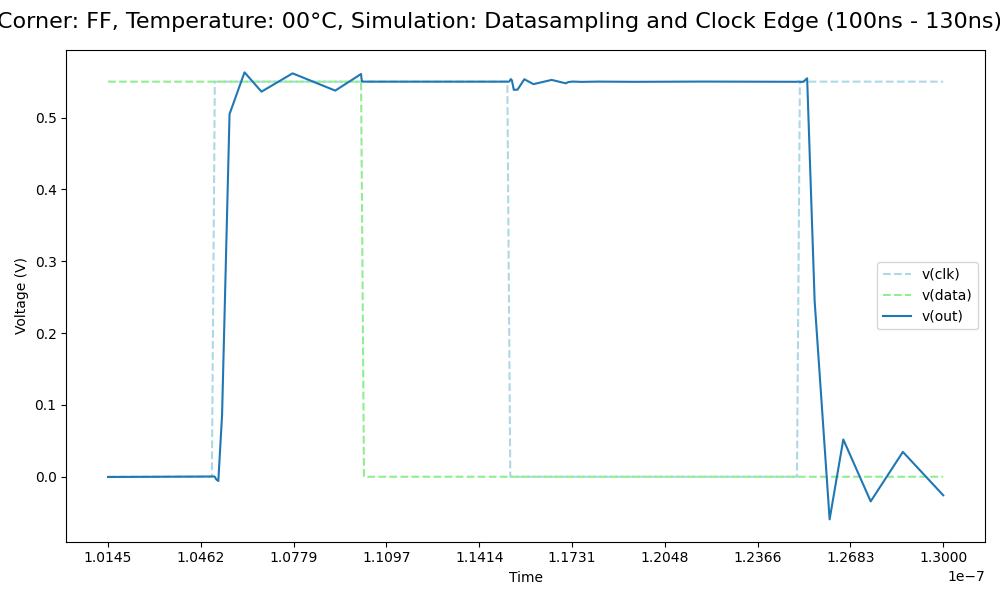 Corner: FF, Temperature: 00°C, Simulation: Datasampling and Clock Edge (100ns - 130ns)
Voltage (V)
0.5
0.4
0.3
0.2
0.1
0.0
v(clk)
v(data)
v(out)
1.0145 1.0462 1.0779 1.1097 1.1414 1.1731 1.2048 1.2366 1.2683 1.3000
1e−7
Time